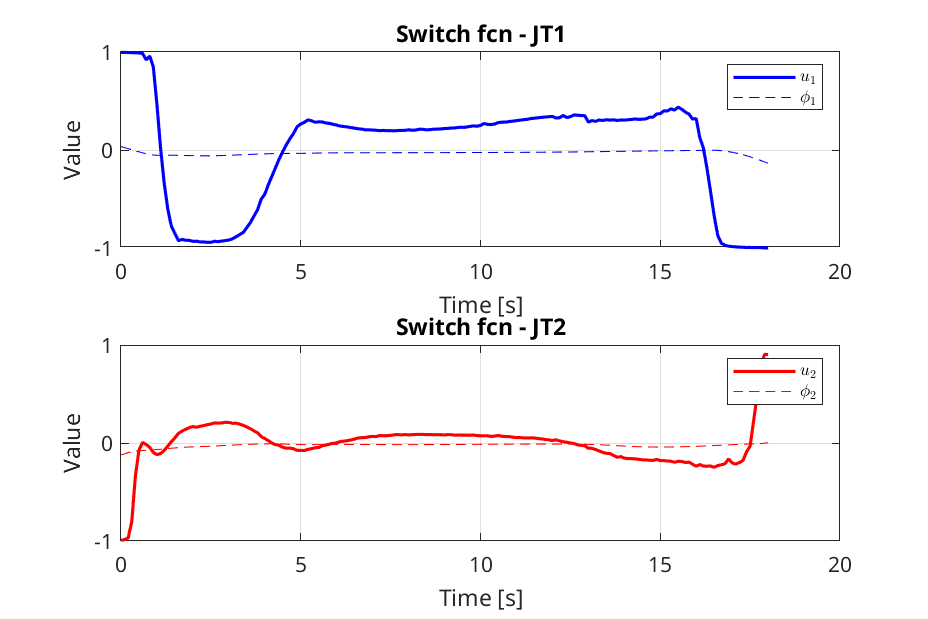 Switch fcn - JT1
1
0
-1
Value
u₁
ϕ₁
0 5 10 15 20
Time [s]
Switch fcn - JT2
1
0
-1
Value
u₂
ϕ₂
0 5 10 15 20
Time [s]